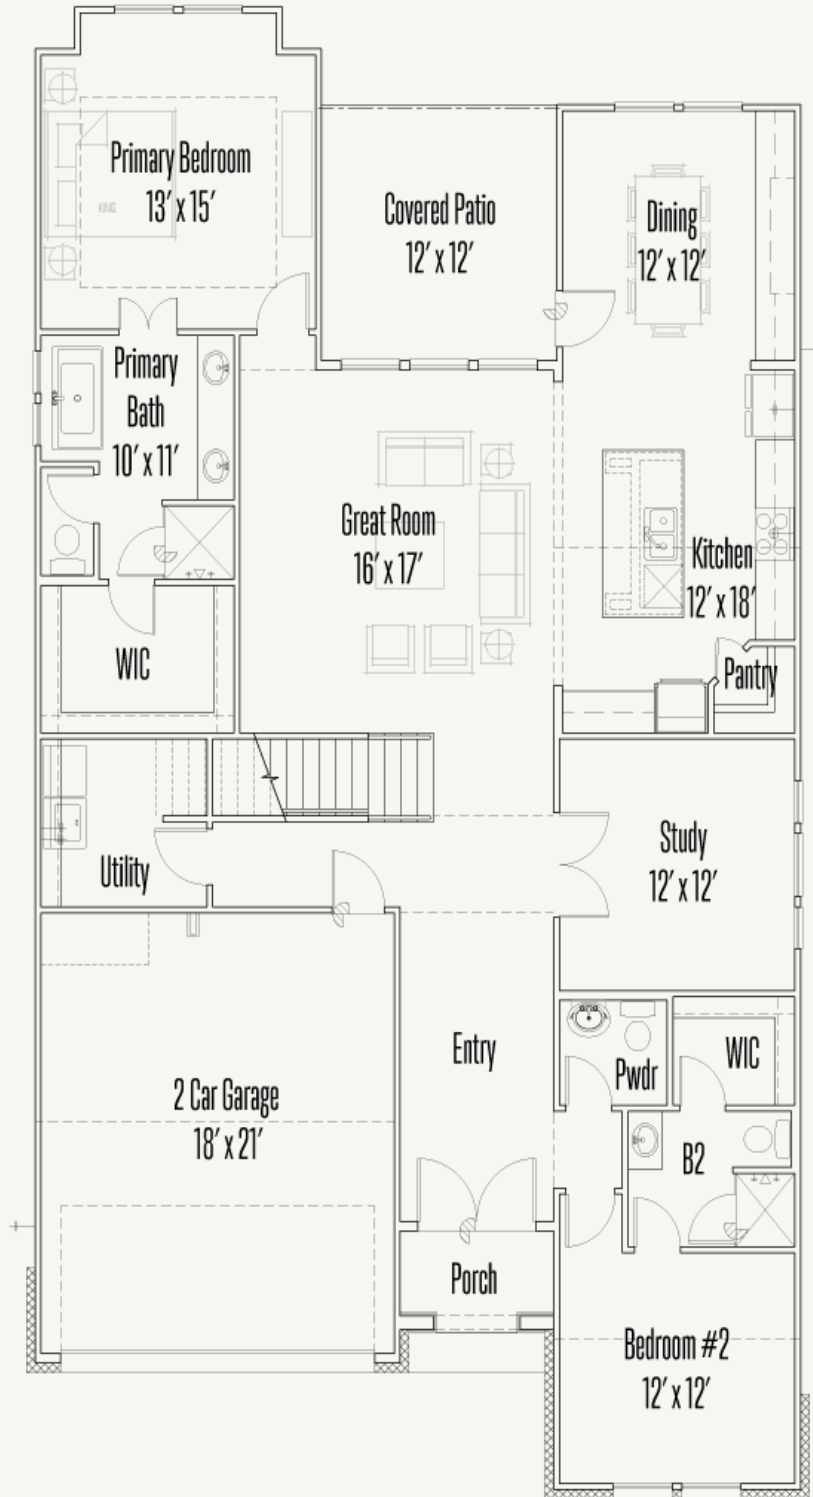 Primary Bedroom
13' x 15'
KING
Covered Patio
12' x 12'
Dining
12' x 12'
Primary
Bath
10' x 11'
Great Room
16' x 17'
Kitchen
12' x 18'
WIC
Pantry
Utility
Study
12' x 12'
Entry
Pwdr
WIC
2 Car Garage
18' x 21'
B2
Porch
Bedroom #2
12' x 12'